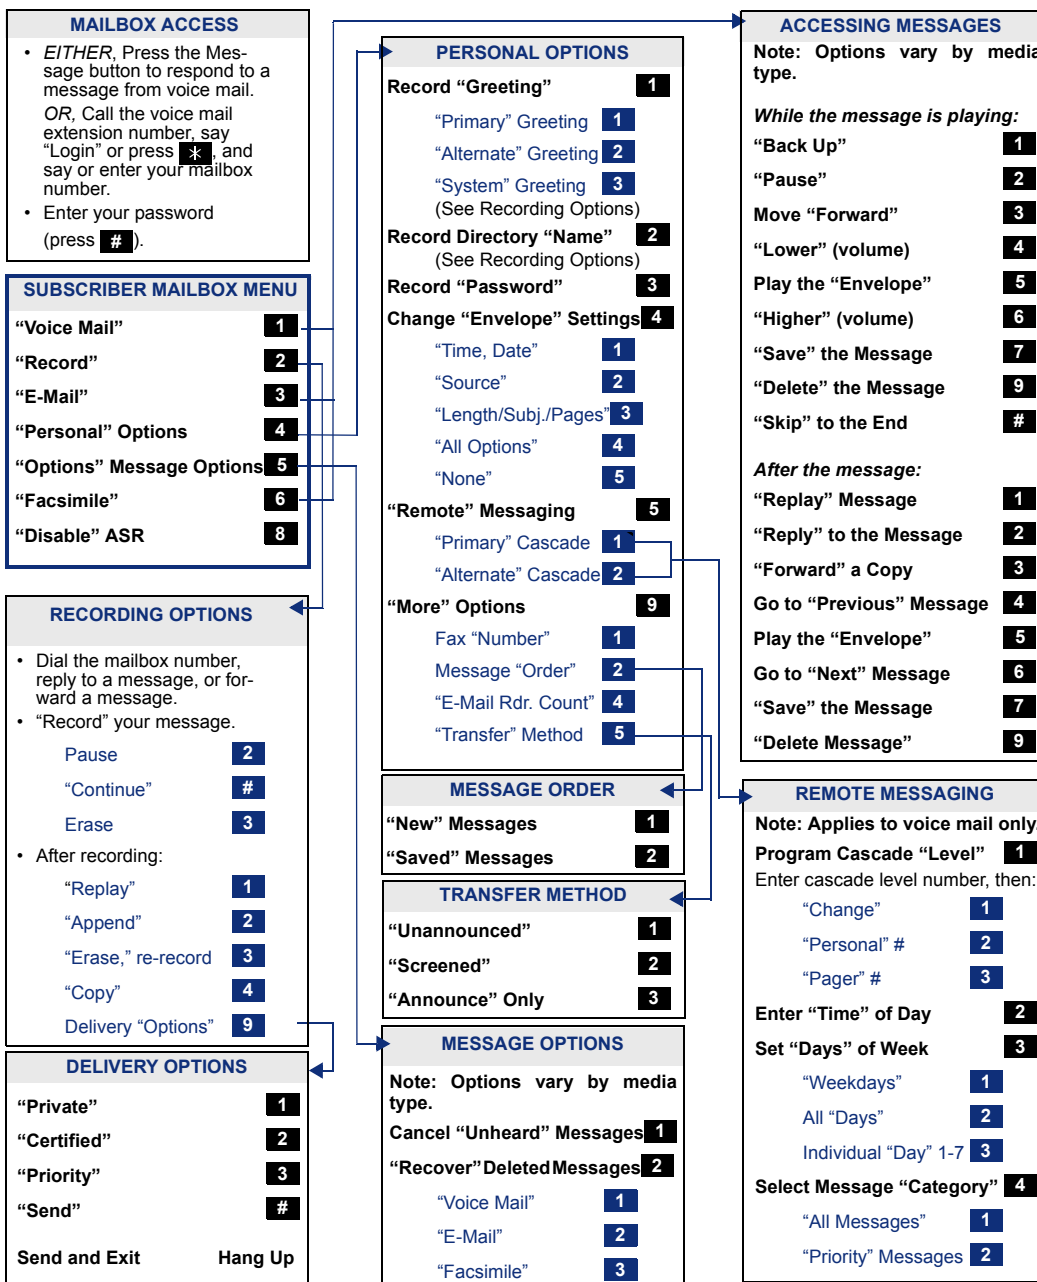 MAILBOX ACCESS
• EITHER, Press the Mes-
sage button to respond to a
message from voice mail.
OR, Call the voice mail
extension number, say
“Login” or press * , and
say or enter your mailbox
number.
• Enter your password
(press # ).
SUBSCRIBER MAILBOX MENU
“Voice Mail” 1
“Record” 2
“E-Mail” 3
“Personal” Options 4
“Options” Message Options 5
“Facsimile” 6
“Disable” ASR 8
RECORDING OPTIONS
• Dial the mailbox number,
reply to a message, or for-
ward a message.
• “Record” your message.
Pause 2
“Continue” #
Erase 3
• After recording:
“Replay” 1
“Append” 2
“Erase,” re-record 3
“Copy” 4
Delivery “Options” 9
DELIVERY OPTIONS
“Private” 1
“Certified” 2
“Priority” 3
“Send” #
Send and Exit Hang Up
PERSONAL OPTIONS
Record “Greeting” 1
“Primary” Greeting 1
“Alternate” Greeting 2
“System” Greeting 3
(See Recording Options)
Record Directory “Name” 2
(See Recording Options)
Record “Password” 3
Change “Envelope” Settings 4
“Time, Date” 1
“Source” 2
“Length/Subj./Pages” 3
“All Options” 4
“None” 5
“Remote” Messaging 5
“Primary” Cascade 1
“Alternate” Cascade 2
“More” Options 9
Fax “Number” 1
Message “Order” 2
“E-Mail Rdr. Count” 4
“Transfer” Method 5
MESSAGE ORDER
“New” Messages 1
“Saved” Messages 2
TRANSFER METHOD
“Unannounced” 1
“Screened” 2
“Announce” Only 3
MESSAGE OPTIONS
Note: Options vary by media
type.
Cancel “Unheard” Messages 1
“Recover” Deleted Messages 2
“Voice Mail” 1
“E-Mail” 2
“Facsimile” 3
ACCESSING MESSAGES
Note: Options vary by media
type.
While the message is playing:
“Back Up” 1
“Pause” 2
Move “Forward” 3
“Lower” (volume) 4
Play the “Envelope” 5
“Higher” (volume) 6
“Save” the Message 7
“Delete” the Message 9
“Skip” to the End #
After the message:
“Replay” Message 1
“Reply” to the Message 2
“Forward” a Copy 3
Go to “Previous” Message 4
Play the “Envelope” 5
Go to “Next” Message 6
“Save” the Message 7
“Delete Message” 9
REMOTE MESSAGING
Note: Applies to voice mail only.
Program Cascade “Level” 1
Enter cascade level number, then:
“Change” 1
“Personal” # 2
“Pager” # 3
Enter “Time” of Day 2
Set “Days” of Week 3
“Weekdays” 1
All “Days” 2
Individual “Day” 1-7 3
Select Message “Category” 4
“All Messages” 1
“Priority” Messages 2